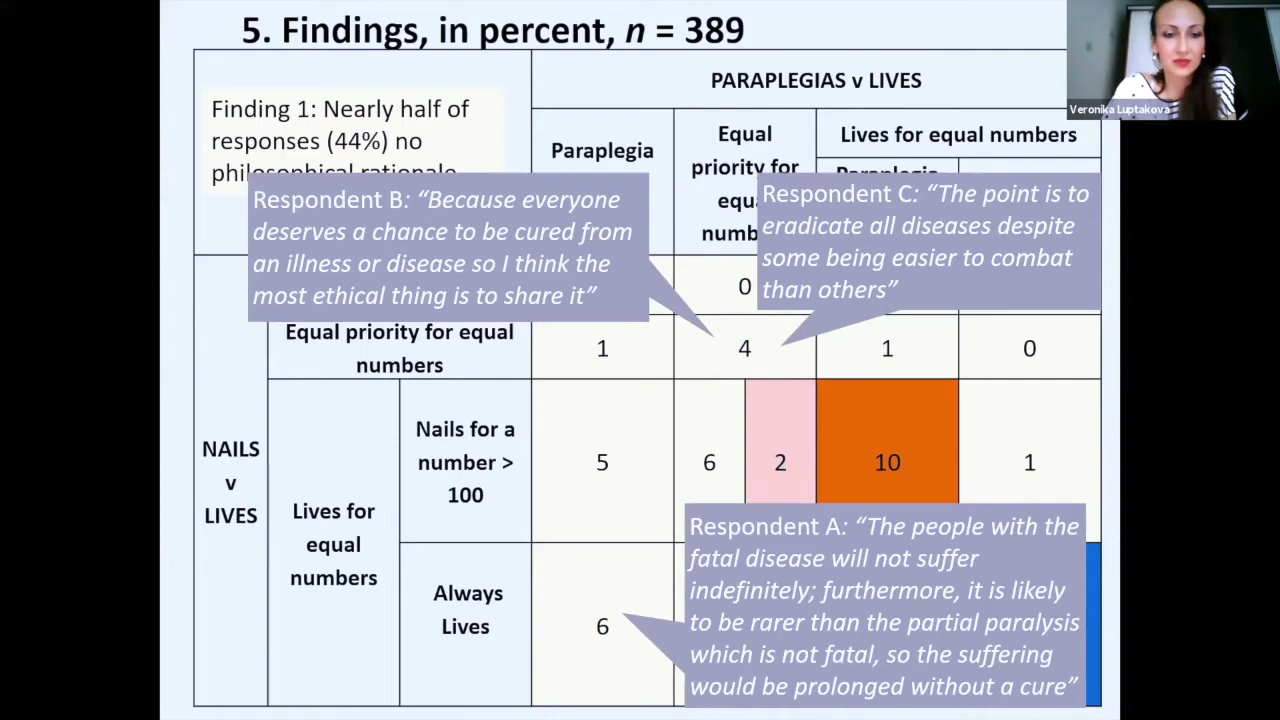 5. Findings, in percent, n = 389
Veronika Luptakova
PARAPLEGIAS v LIVES
Finding 1: Nearly half of
responses (44%) no
philosophical rationale
Paraplegia
Equal
priority for
equ
numb
Lives for equal numbers
Paraplegia
Respondent B: “Because everyone
deserves a chance to be cured from
an illness or disease so I think the
most ethical thing is to share it”
Respondent C: “The point is to
eradicate all diseases despite
some being easier to combat
than others”
0
Equal priority for equal
numbers
1
4
1
0
NAILS
v
LIVES
Lives for
equal
numbers
Nails for a
number >
100
5
6
2
10
1
Always
Lives
6
Respondent A: “The people with the
fatal disease will not suffer
indefinitely; furthermore, it is likely
to be rarer than the partial paralysis
which is not fatal, so the suffering
would be prolonged without a cure”